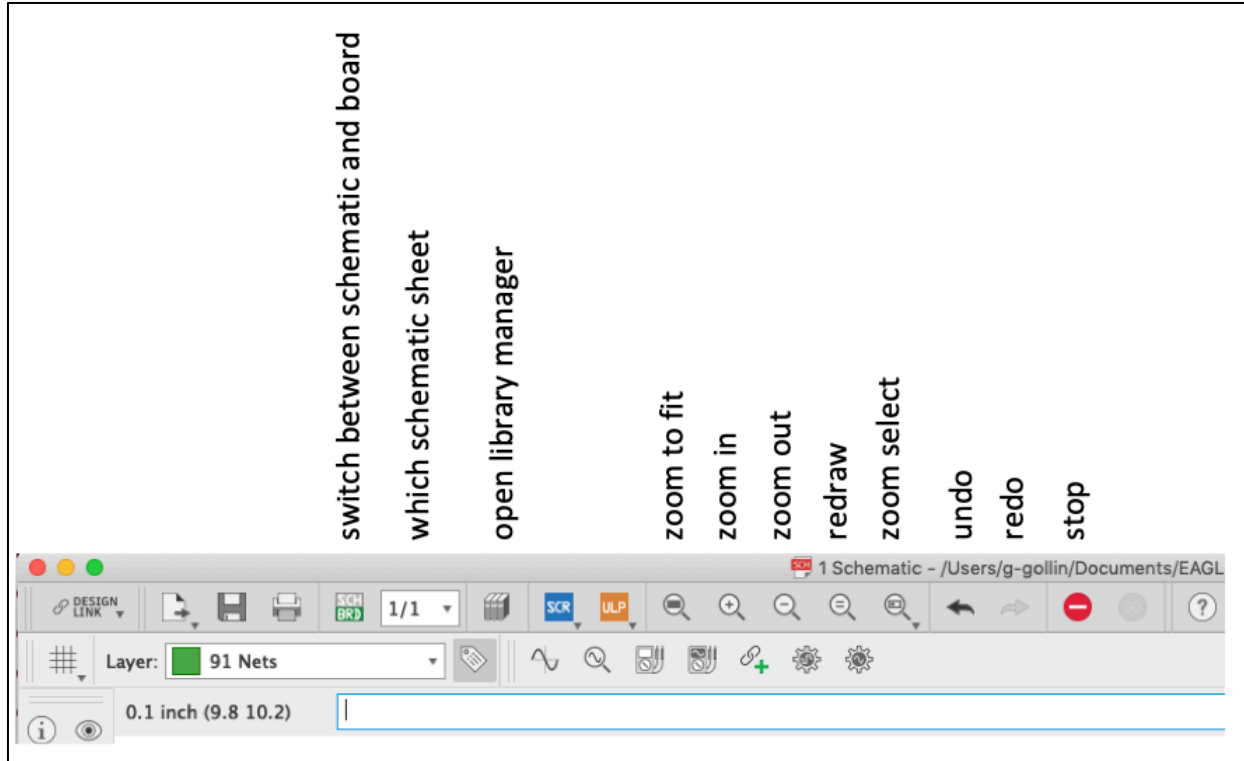 switch between schematic and board
which schematic sheet
open library manager
zoom to fit
zoom in
zoom out
redraw
zoom select
undo
redo
stop
1 Schematic - /Users/g-gollin/Documents/EAGL
DESIGN LINK SCH BRD 1/1 SCR ULP ?
Layer: 91 Nets
0.1 inch (9.8 10.2)